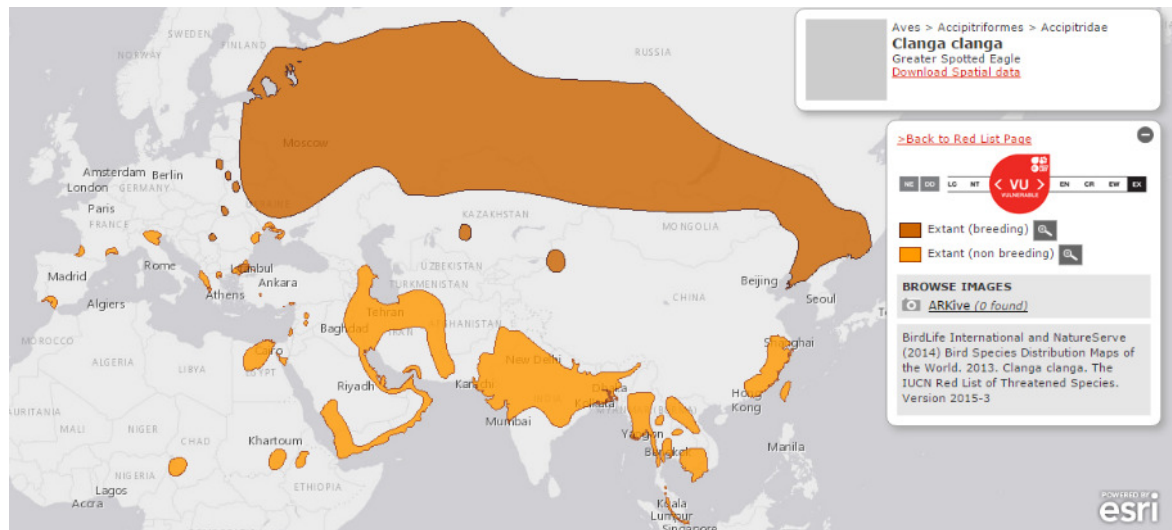 SWEDEN
FINLAND
NORWAY
RUSSIA
Moscow
Amsterdam
Berlin
London
GERMANY
Paris
FRANCE
KAZAKHSTAN
MONGOLIA
Madrid
Rome
Istanbul
Ankara
UZBEKISTAN
TURKMENISTAN
Beijing
Seoul
Algiers
Athens
CHINA
Tehran
Baghdad
IRAN
AFGHANISTAN
MOROCCO
ALGERIA
LIBYA
Cairo
EGYPT
New Delhi
Shanghai
Riyadh
Karachi
Dhaka
Kolkata
INDIA
Hong
Kong
Mumbai
Yangon
MALI
NIGER
CHAD
Khartoum
Bangkok
Manila
NIGERIA
Lagos
Accra
ETHIOPIA
Kuala
Lumpur
Singapore
Aves > Accipitriformes > Accipitridae
Clanga clanga
Greater Spotted Eagle
Download Spatial data
>Back to Red List Page
NE DD LC NT < VU > EN CR EW EX
VULNERABLE
Extant (breeding)
Extant (non breeding)
BROWSE IMAGES
ARKive (0 found)
BirdLife International and NatureServe
(2014) Bird Species Distribution Maps of
the World. 2013. Clanga clanga. The
IUCN Red List of Threatened Species.
Version 2015-3
POWERED BY
esri